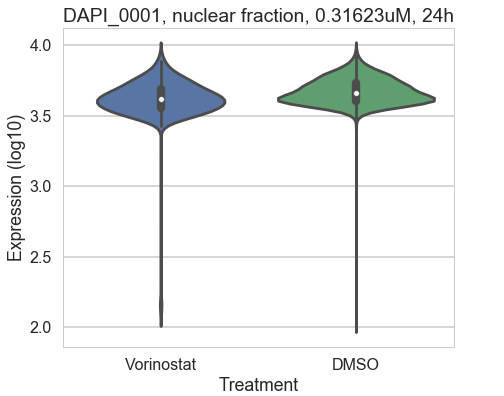 DAPI_0001, nuclear fraction, 0.31623uM, 24h
Expression (log10)
4.0
3.5
3.0
2.5
2.0
Vorinostat DMSO
Treatment